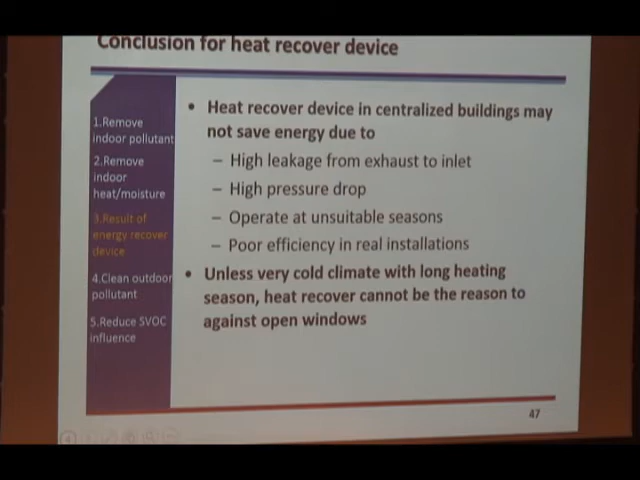 Conclusion for heat recover device
1.Remove
indoor pollutant
2.Remove
indoor
heat/moisture
3.Result of
energy recover
device
4.Clean outdoor
pollutant
5.Reduce SVOC
influence
• Heat recover device in centralized buildings may
not save energy due to
– High leakage from exhaust to inlet
– High pressure drop
– Operate at unsuitable seasons
– Poor efficiency in real installations
• Unless very cold climate with long heating
season, heat recover cannot be the reason to
against open windows
47